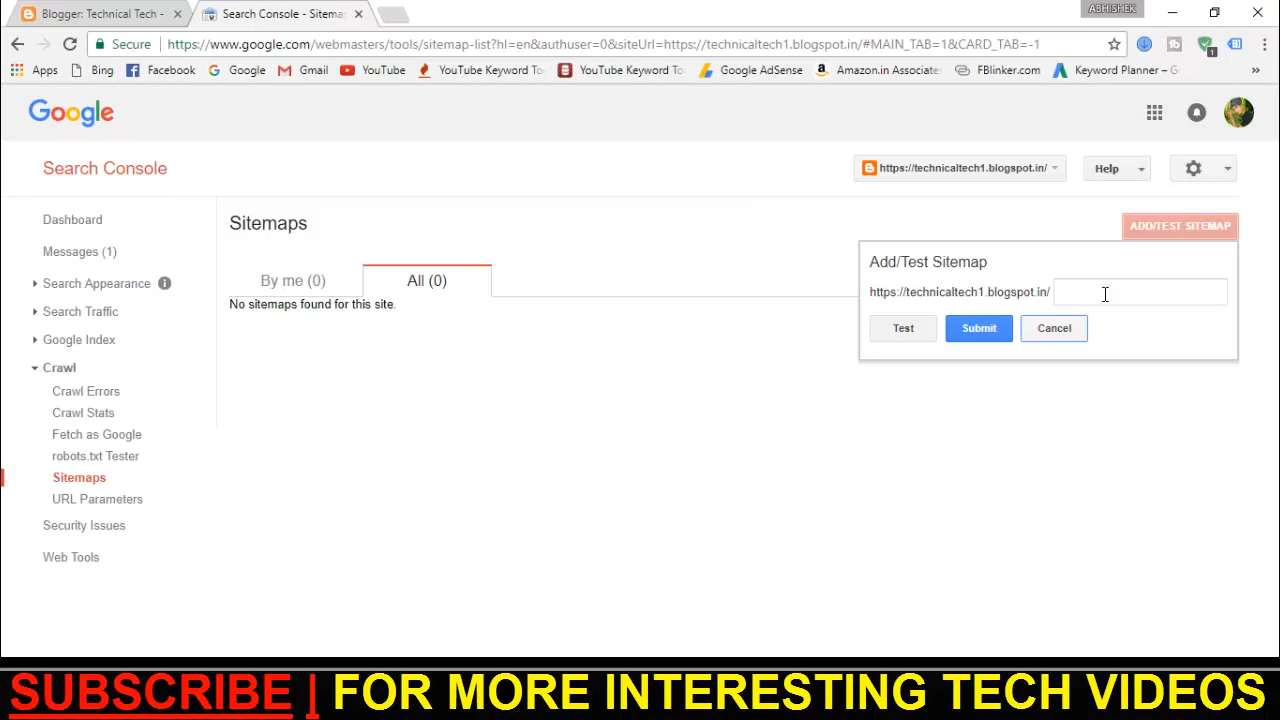 Blogger: Technical Tech -
Search Console - Sitema
ABHISHEK
Secure
https://www.google.com/webmasters/tools/sitemap-list?hl=en&authuser=0&siteUrl=https://technicaltech1.blogspot.in/#MAIN_TAB=1&CARD_TAB=-1
Apps Bing Facebook Google Gmail YouTube YouTube Keyword To YouTube Keyword To Google AdSense Amazon.in Associate FBlinker.com Keyword Planner – G »
Google
Search Console
https://technicaltech1.blogspot.in/
Help
Dashboard
Messages (1)
Search Appearance
Search Traffic
Google Index
Crawl
Crawl Errors
Crawl Stats
Fetch as Google
robots.txt Tester
Sitemaps
URL Parameters
Security Issues
Web Tools
Sitemaps
ADD/TEST SITEMAP
By me (0)
All (0)
No sitemaps found for this site.
Add/Test Sitemap
https://technicaltech1.blogspot.in/
Test
Submit
Cancel
SUBSCRIBE | FOR MORE INTERESTING TECH VIDEOS